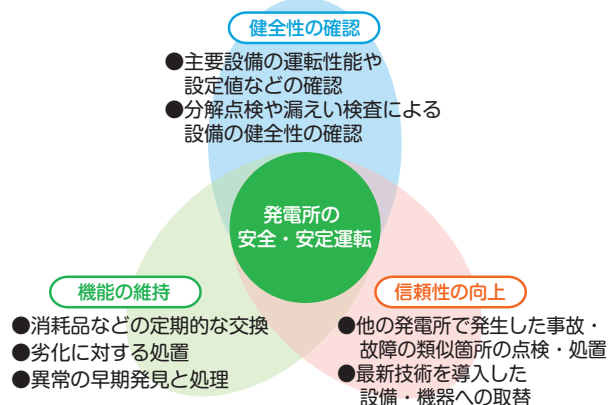 健全性の確認
●主要設備の運転性能や
設定値などの確認
●分解点検や漏えい検査による
設備の健全性の確認
発電所の
安全・安定運転
機能の維持
●消耗品などの定期的な交換
●劣化に対する処置
●異常の早期発見と処理
信頼性の向上
●他の発電所で発生した事故・
故障の類似箇所の点検・処置
●最新技術を導入した
設備・機器への取替